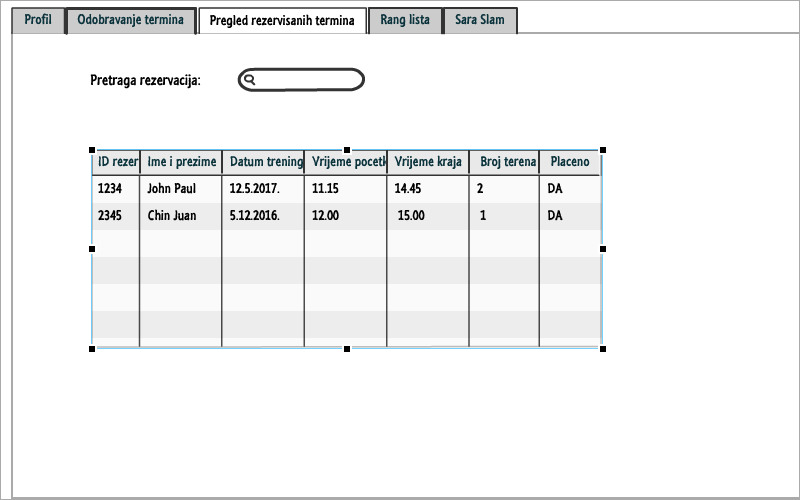 Profil Odobravanje termina Pregled rezervisanih termina Rang lista Sara Slam
Pretraga rezervacija:
ID rezer Ime i prezime Datum trening Vrijeme pocetk Vrijeme kraja Broj terena Placeno
1234 John Paul 12.5.2017. 11.15 14.45 2 DA
2345 Chin Juan 5.12.2016. 12.00 15.00 1 DA